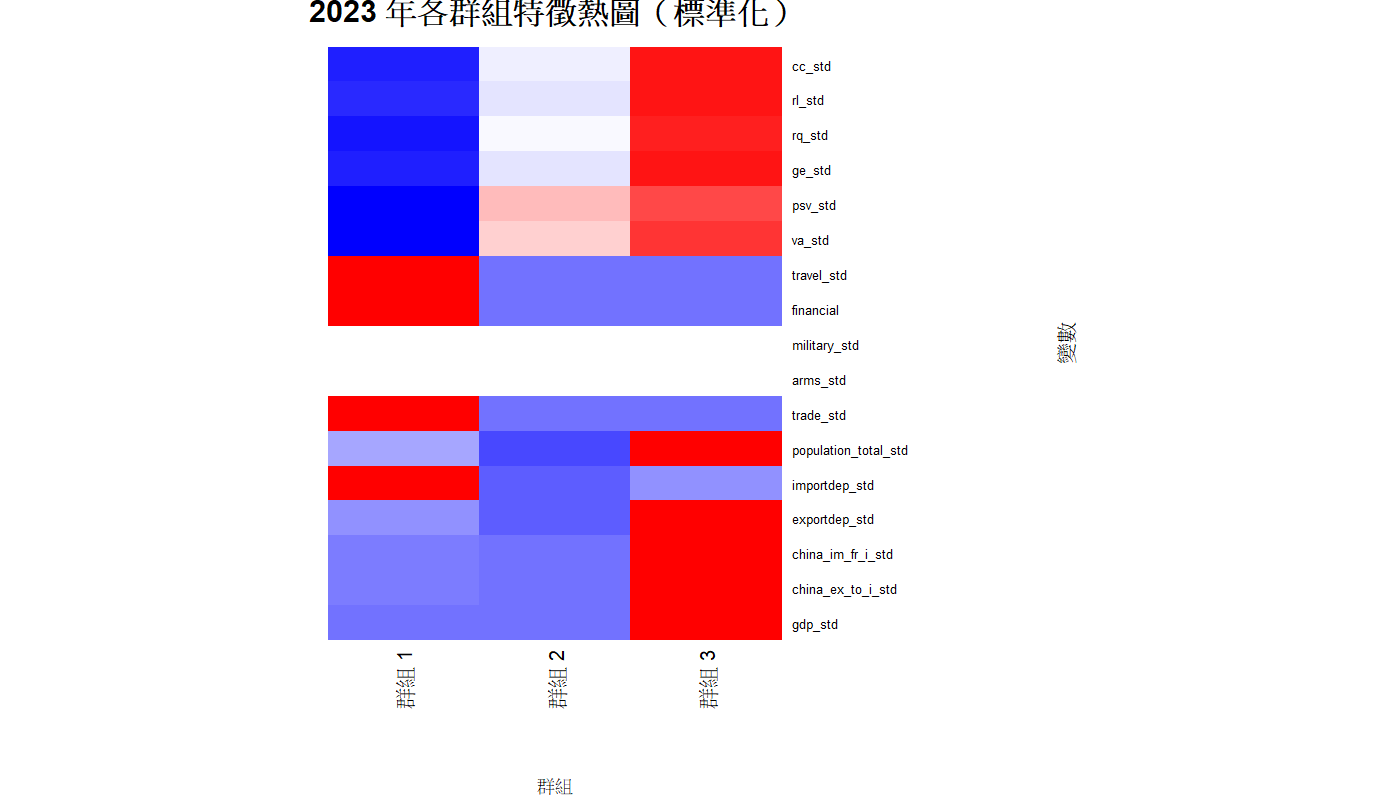 2023 年各群組特徵熱圖（標準化）
cc_std
rl_std
rq_std
ge_std
psv_std
va_std
travel_std
financial
military_std
arms_std
trade_std
population_total_std
importdep_std
exportdep_std
china_im_fr_i_std
china_ex_to_i_std
gdp_std
變數
群組 1
群組 2
群組 3
群組